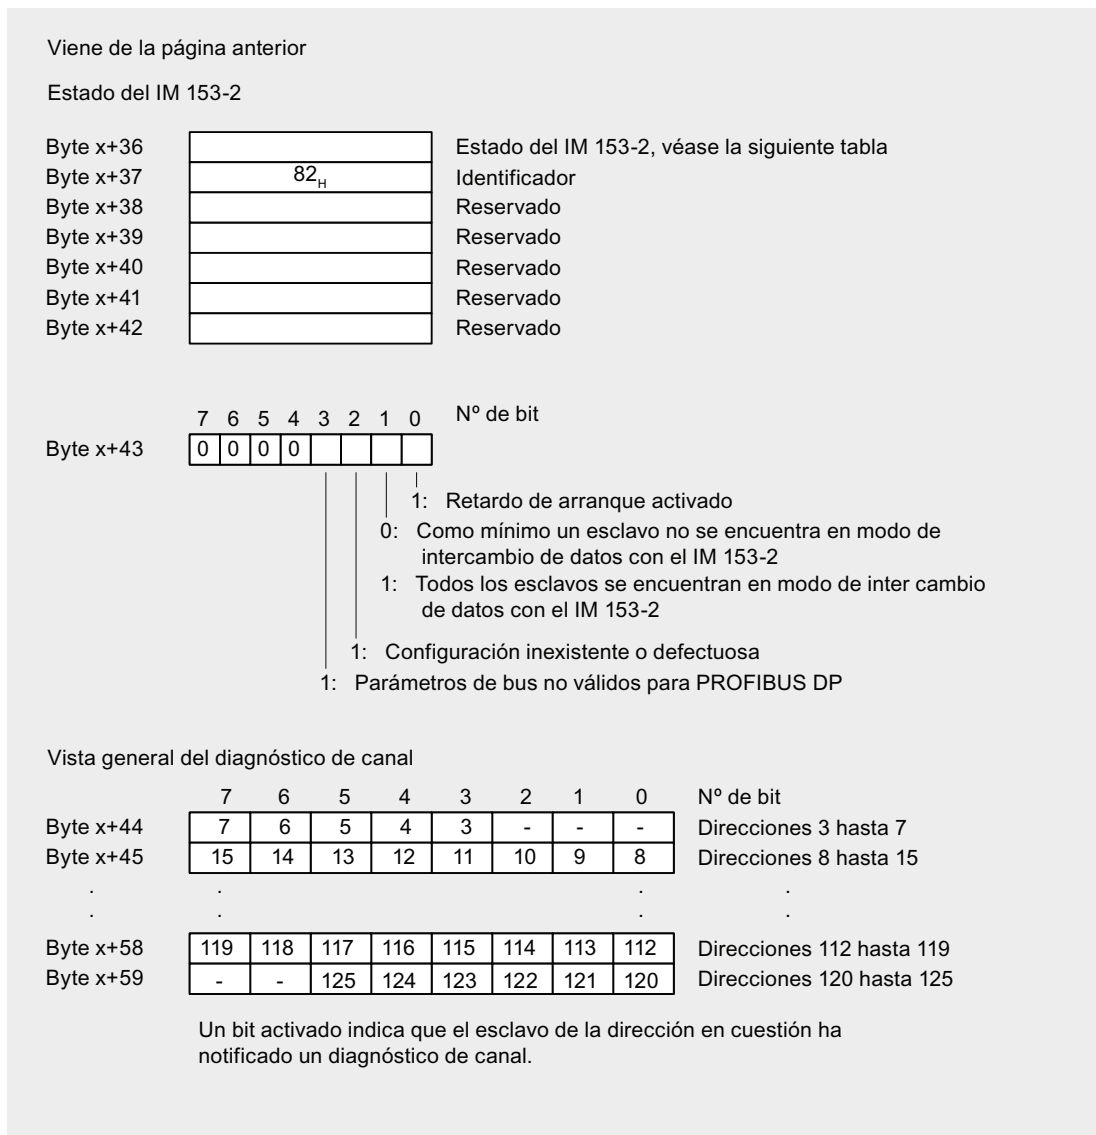 Viene de la página anterior
Estado del IM 153-2
Byte x+36 Estado del IM 153-2, véase la siguiente tabla
Byte x+37 82H Identificador
Byte x+38 Reservado
Byte x+39 Reservado
Byte x+40 Reservado
Byte x+41 Reservado
Byte x+42 Reservado
7 6 5 4 3 2 1 0 Nº de bit
Byte x+43 0 0 0 0
1: Retardo de arranque activado
0: Como mínimo un esclavo no se encuentra en modo de
intercambio de datos con el IM 153-2
1: Todos los esclavos se encuentran en modo de inter cambio
de datos con el IM 153-2
1: Configuración inexistente o defectuosa
1: Parámetros de bus no válidos para PROFIBUS DP
Vista general del diagnóstico de canal
7 6 5 4 3 2 1 0 Nº de bit
Byte x+44 7 6 5 4 3 - - - Direcciones 3 hasta 7
Byte x+45 15 14 13 12 11 10 9 8 Direcciones 8 hasta 15
. . . .
. . . .
Byte x+58 119 118 117 116 115 114 113 112 Direcciones 112 hasta 119
Byte x+59 - - 125 124 123 122 121 120 Direcciones 120 hasta 125
Un bit activado indica que el esclavo de la dirección en cuestión ha
notificado un diagnóstico de canal.